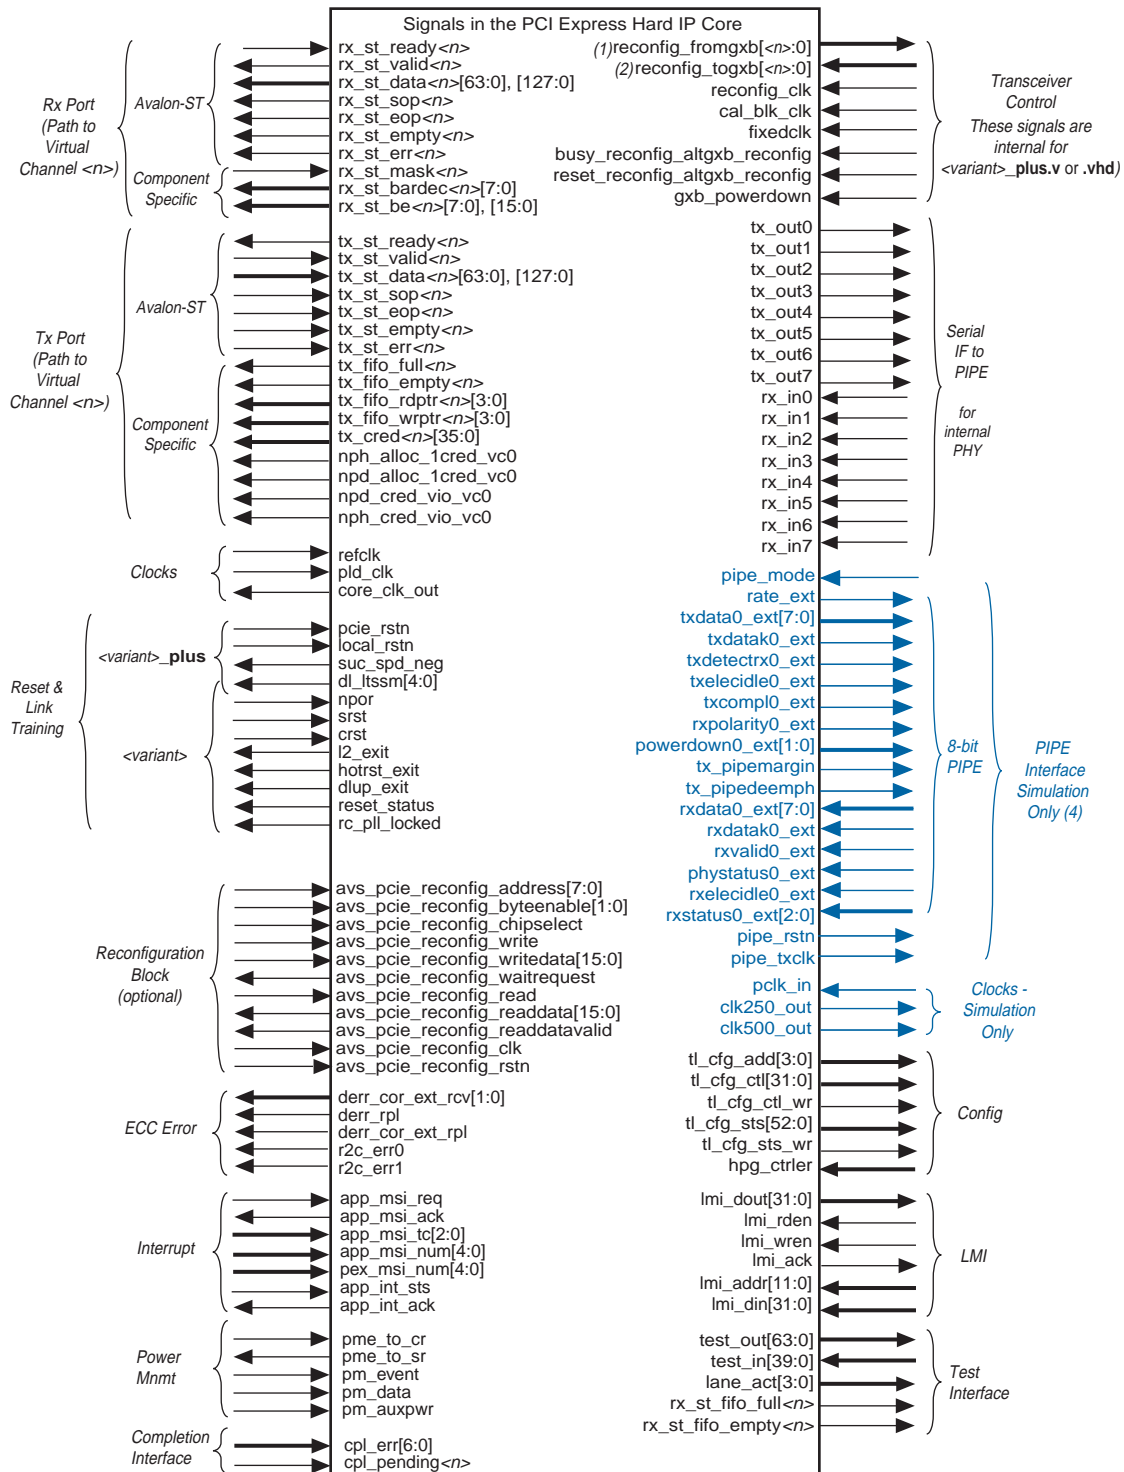 Signals in the PCI Express Hard IP Core
Rx Port
(Path to
Virtual
Channel <n>)
Avalon-ST
rx_st_ready<n>
rx_st_valid<n>
rx_st_data<n>[63:0], [127:0]
rx_st_sop<n>
rx_st_eop<n>
rx_st_empty<n>
rx_st_err<n>
Component
Specific
rx_st_mask<n>
rx_st_bardec<n>[7:0]
rx_st_be<n>[7:0], [15:0]
Tx Port
(Path to
Virtual
Channel <n>)
Avalon-ST
tx_st_ready<n>
tx_st_valid<n>
tx_st_data<n>[63:0], [127:0]
tx_st_sop<n>
tx_st_eop<n>
tx_st_empty<n>
tx_st_err<n>
Component
Specific
tx_fifo_full<n>
tx_fifo_empty<n>
tx_fifo_rdptr<n>[3:0]
tx_fifo_wrptr<n>[3:0]
tx_cred<n>[35:0]
nph_alloc_1cred_vc0
npd_alloc_1cred_vc0
npd_cred_vio_vc0
nph_cred_vio_vc0
Clocks
refclk
pld_clk
core_clk_out
Reset &
Link
Training
<variant>_plus
pcie_rstn
local_rstn
suc_spd_neg
dl_ltssm[4:0]
<variant>
npor
srst
crst
l2_exit
hotrst_exit
dlup_exit
reset_status
rc_pll_locked
Reconfiguration
Block
(optional)
avs_pcie_reconfig_address[7:0]
avs_pcie_reconfig_byteenable[1:0]
avs_pcie_reconfig_chipselect
avs_pcie_reconfig_write
avs_pcie_reconfig_writedata[15:0]
avs_pcie_reconfig_waitrequest
avs_pcie_reconfig_read
avs_pcie_reconfig_readdata[15:0]
avs_pcie_reconfig_readdatavalid
avs_pcie_reconfig_clk
avs_pcie_reconfig_rstn
ECC Error
derr_cor_ext_rcv[1:0]
derr_rpl
derr_cor_ext_rpl
r2c_err0
r2c_err1
Interrupt
app_msi_req
app_msi_ack
app_msi_tc[2:0]
app_msi_num[4:0]
pex_msi_num[4:0]
app_int_sts
app_int_ack
Power
Mnmt
pme_to_cr
pme_to_sr
pm_event
pm_data
pm_auxpwr
Completion
Interface
cpl_err[6:0]
cpl_pending<n>
(1)reconfig_fromgxb[<n>:0]
(2)reconfig_togxb[<n>:0]
reconfig_clk
cal_blk_clk
fixedclk
busy_reconfig_altgxb_reconfig
reset_reconfig_altgxb_reconfig
gxb_powerdown
Transceiver
Control
These signals are
internal for
<variant>_plus.v or .vhd)
tx_out0
tx_out1
tx_out2
tx_out3
tx_out4
tx_out5
tx_out6
tx_out7
rx_in0
rx_in1
rx_in2
rx_in3
rx_in4
rx_in5
rx_in6
rx_in7
Serial
IF to
PIPE
for
internal
PHY
pipe_mode
rate_ext
txdata0_ext[7:0]
txdatak0_ext
txdetectrx0_ext
txelecidle0_ext
txcompl0_ext
rxpolarity0_ext
powerdown0_ext[1:0]
tx_pipemargin
tx_pipedeemph
rxdata0_ext[7:0]
rxdatak0_ext
rxvalid0_ext
phystatus0_ext
rxelecidle0_ext
rxstatus0_ext[2:0]
pipe_rstn
pipe_txclk
8-bit
PIPE
PIPE
Interface
Simulation
Only (4)
pclk_in
clk250_out
clk500_out
Clocks -
Simulation
Only
tl_cfg_add[3:0]
tl_cfg_ctl[31:0]
tl_cfg_ctl_wr
tl_cfg_sts[52:0]
tl_cfg_sts_wr
hpg_ctrler
Config
lmi_dout[31:0]
lmi_rden
lmi_wren
lmi_ack
lmi_addr[11:0]
lmi_din[31:0]
LMI
test_out[63:0]
test_in[39:0]
lane_act[3:0]
rx_st_fifo_full<n>
rx_st_fifo_empty<n>
Test
Interface